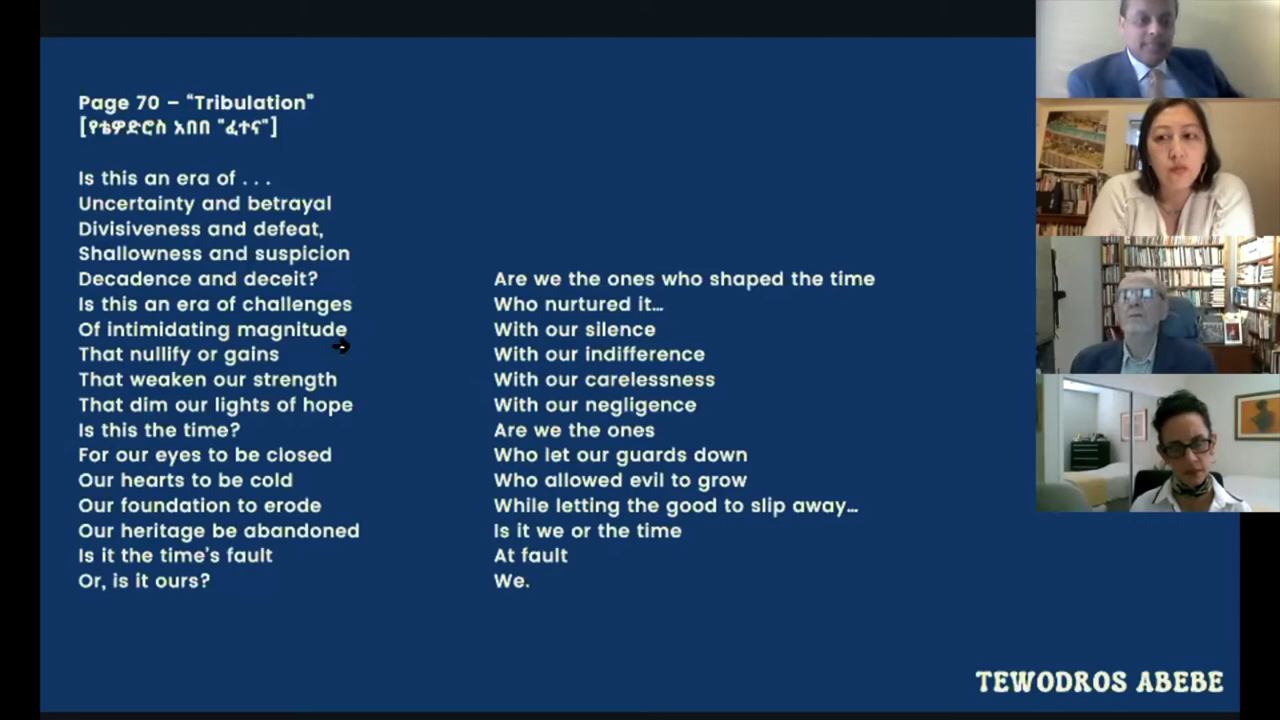 Page 70 – "Tribulation"
[የቴዎድሮስ አበበ "ፈተና"]
Is this an era of . . .
Uncertainty and betrayal
Divisiveness and defeat,
Shallowness and suspicion
Decadence and deceit?
Is this an era of challenges
Of intimidating magnitude
That nullify or gains
That weaken our strength
That dim our lights of hope
Is this the time?
For our eyes to be closed
Our hearts to be cold
Our foundation to erode
Our heritage be abandoned
Is it the time's fault
Or, is it ours?
Are we the ones who shaped the time
Who nurtured it...
With our silence
With our indifference
With our carelessness
With our negligence
Are we the ones
Who let our guards down
Who allowed evil to grow
While letting the good to slip away...
Is it we or the time
At fault
We.
TEWODROS ABEBE